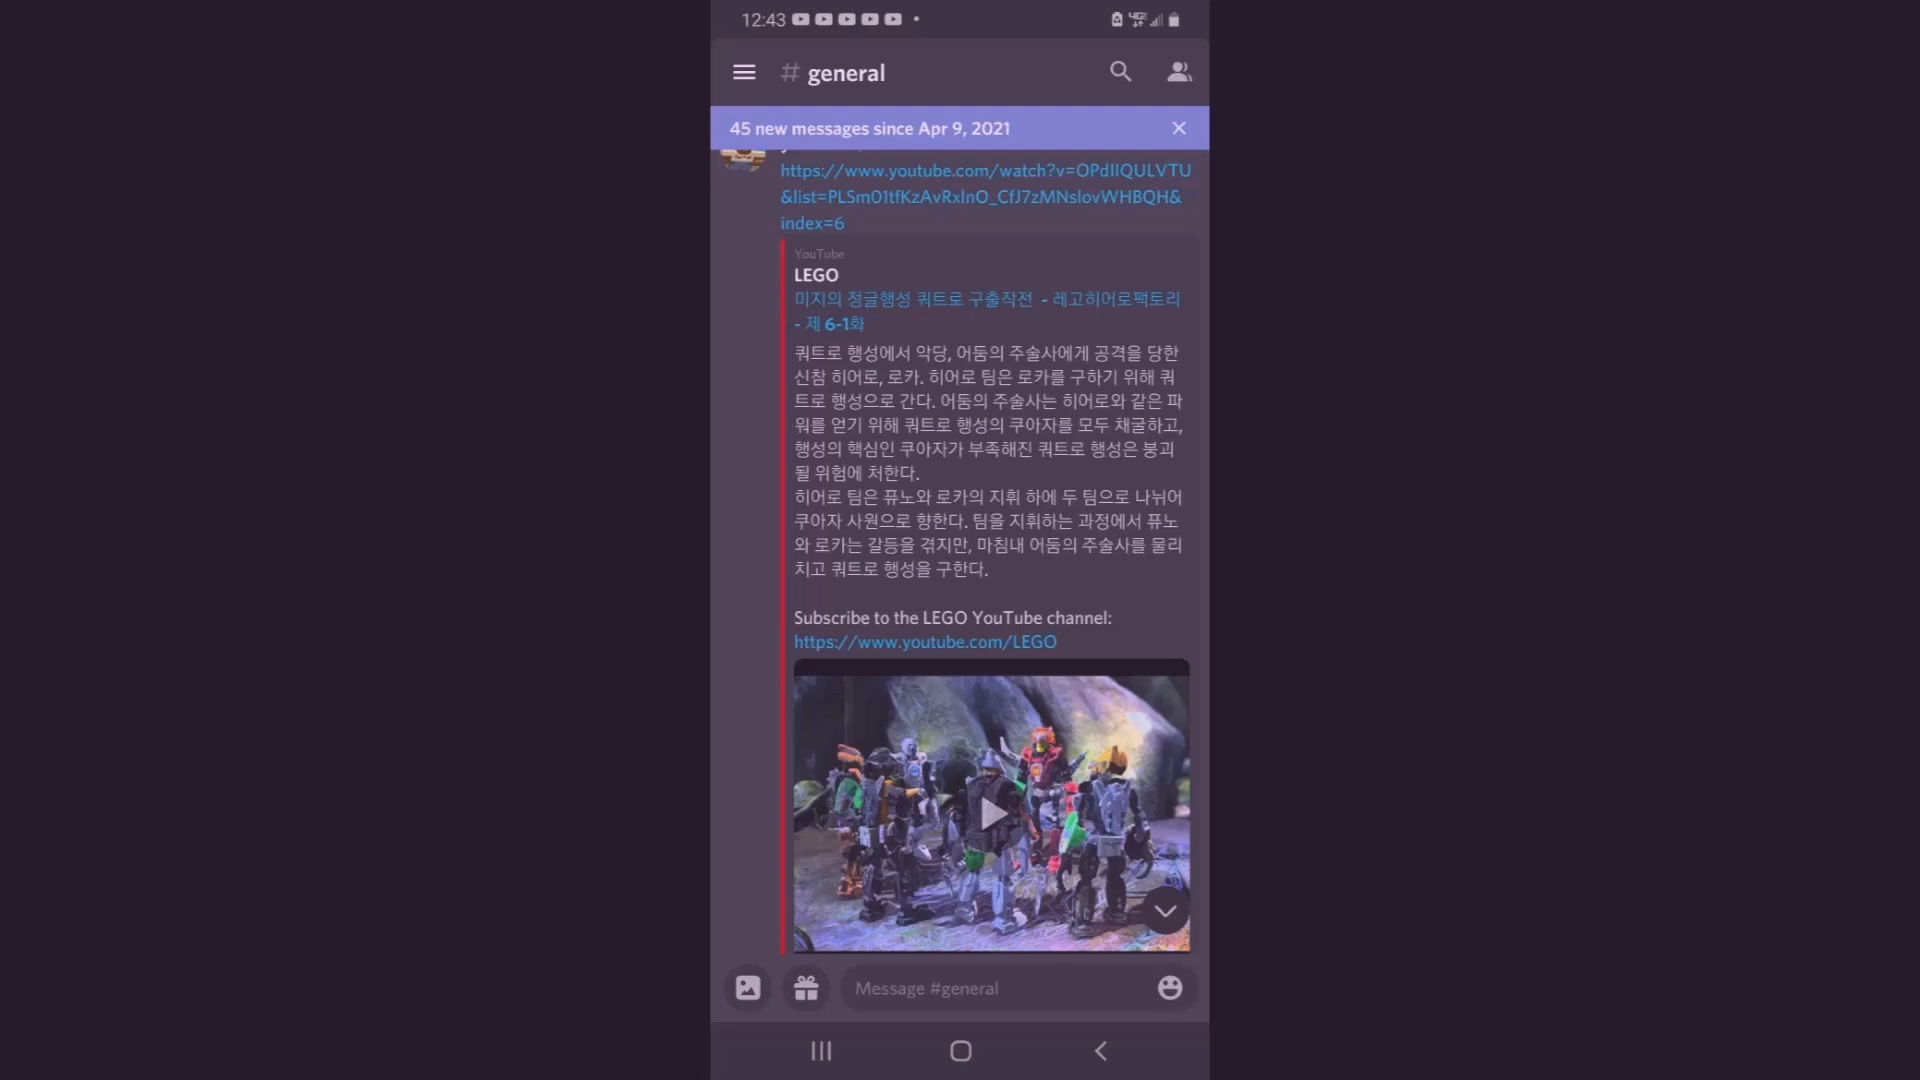 12:43
# general
45 new messages since Apr 9, 2021
https://www.youtube.com/watch?v=OPdIIQULVTU
&list=PLSm01tfKzAvRxlnO_CfJ7zMNslovWHBQH&
index=6
YouTube
LEGO
미지의 정글행성 쿼트로 구출작전 - 레고히어로팩토리
- 제 6-1화
쿼트로 행성에서 악당, 어둠의 주술사에게 공격을 당한
신참 히어로, 로카. 히어로 팀은 로카를 구하기 위해 쿼
트로 행성으로 간다. 어둠의 주술사는 히어로와 같은 파
워를 얻기 위해 쿼트로 행성의 쿠아자를 모두 채굴하고,
행성의 핵심인 쿠아자가 부족해진 쿼트로 행성은 붕괴
될 위험에 처한다.
히어로 팀은 퓨노와 로카의 지휘 하에 두 팀으로 나뉘어
쿠아자 사원으로 향한다. 팀을 지휘하는 과정에서 퓨노
와 로카는 갈등을 겪지만, 마침내 어둠의 주술사를 물리
치고 쿼트로 행성을 구한다.
Subscribe to the LEGO YouTube channel:
https://www.youtube.com/LEGO
Message #general